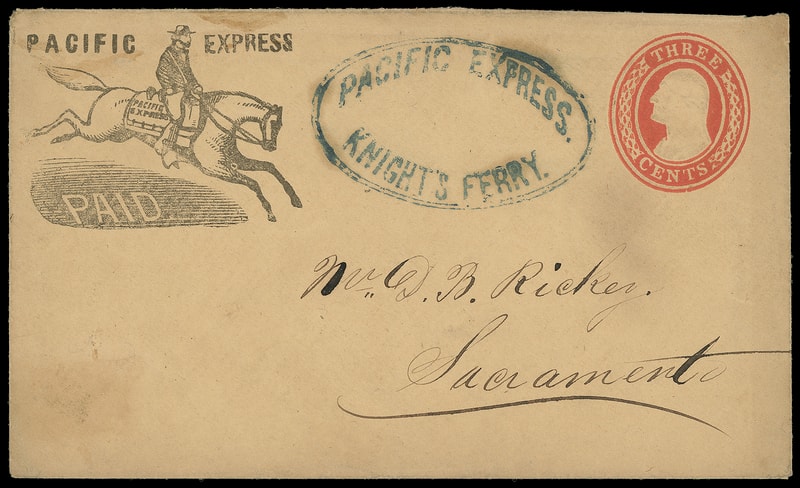 PACIFIC EXPRESS
PACIFIC
EXPRESS
PAID
PACIFIC EXPRESS.
KNIGHT'S FERRY.
THREE
CENTS
Mr. D. B. Rickey.
Sacramento